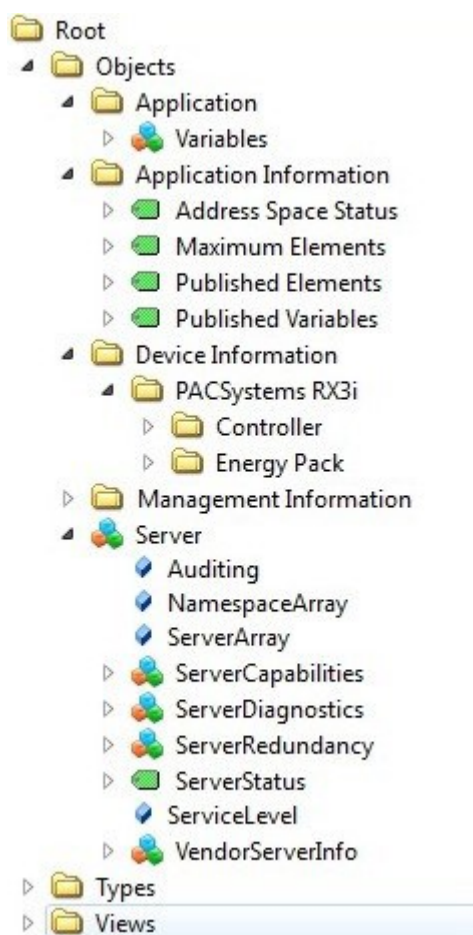 Root
Objects
Application
Variables
Application Information
Address Space Status
Maximum Elements
Published Elements
Published Variables
Device Information
PACSystems RX3i
Controller
Energy Pack
Management Information
Server
Auditing
NamespaceArray
ServerArray
ServerCapabilities
ServerDiagnostics
ServerRedundancy
ServerStatus
ServiceLevel
VendorServerInfo
Types
Views